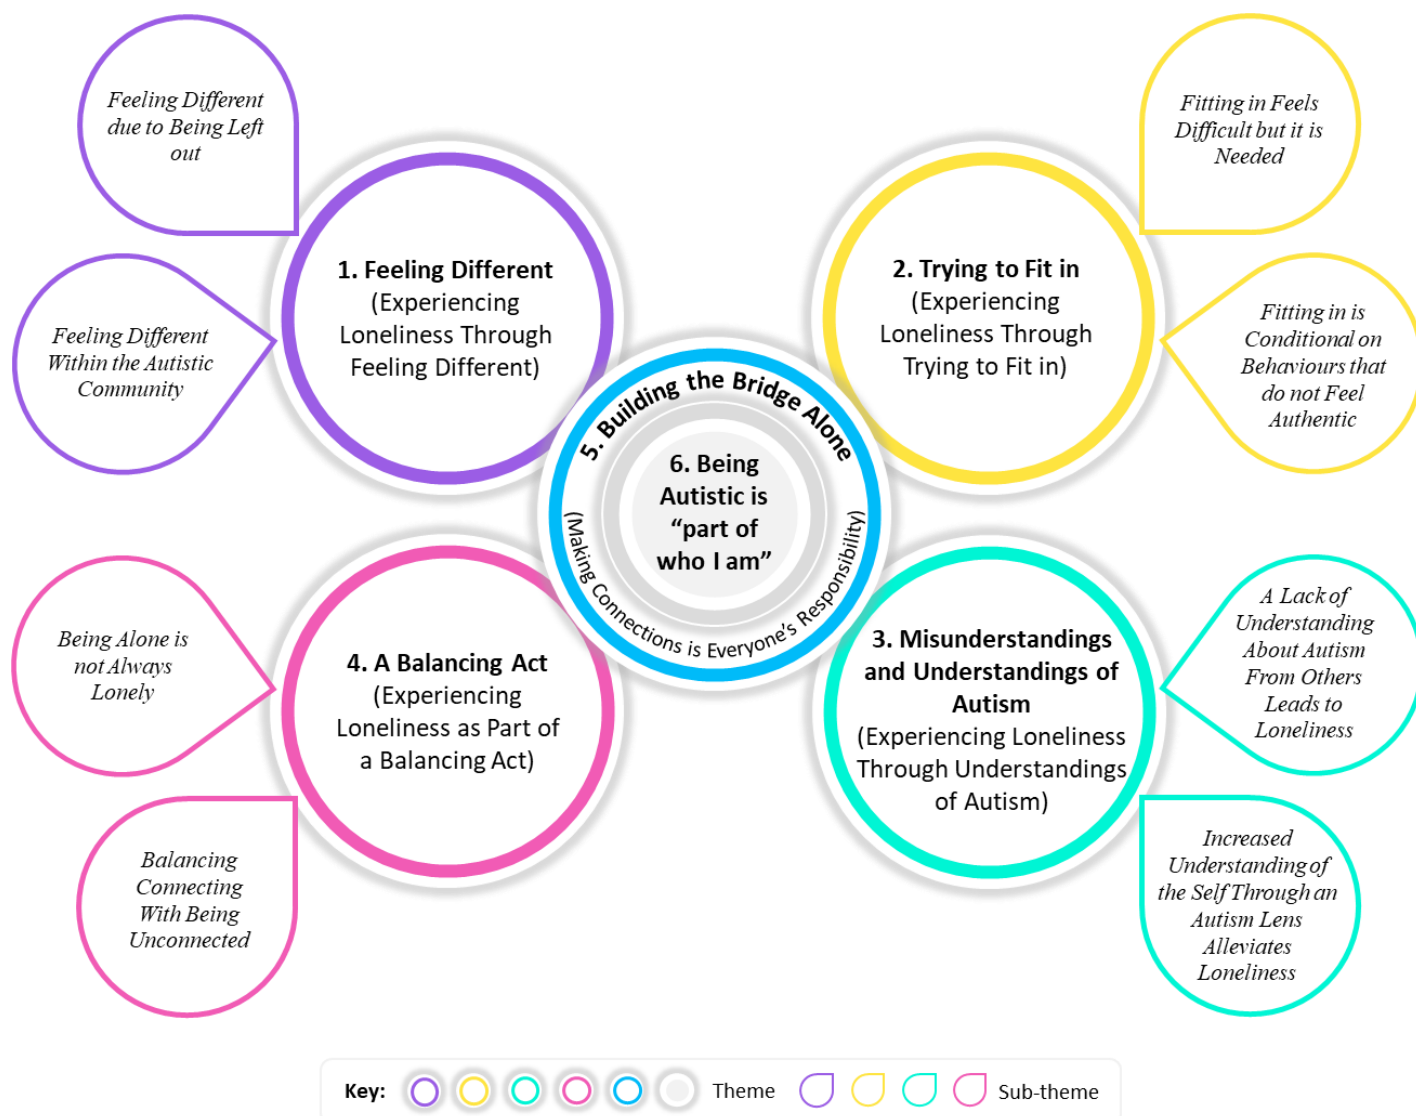 Feeling Different
due to Being Left
out
Feeling Different
Within the Autistic
Community
1. Feeling Different
(Experiencing
Loneliness Through
Feeling Different)
2. Trying to Fit in
(Experiencing
Loneliness Through
Trying to Fit in)
Fitting in Feels
Difficult but it is
Needed
Fitting in is
Conditional on
Behaviours that
do not Feel
Authentic
5. Building the Bridge Alone
(Making Connections is Everyone's Responsibility)
6. Being
Autistic is
“part of
who I am”
Being Alone is
not Always
Lonely
Balancing
Connecting
With Being
Unconnected
4. A Balancing Act
(Experiencing
Loneliness as Part of
a Balancing Act)
3. Misunderstandings
and Understandings of
Autism
(Experiencing Loneliness
Through Understandings
of Autism)
A Lack of
Understanding
About Autism
From Others
Leads to
Loneliness
Increased
Understanding of
the Self Through an
Autism Lens
Alleviates
Loneliness
Key: Theme Sub-theme